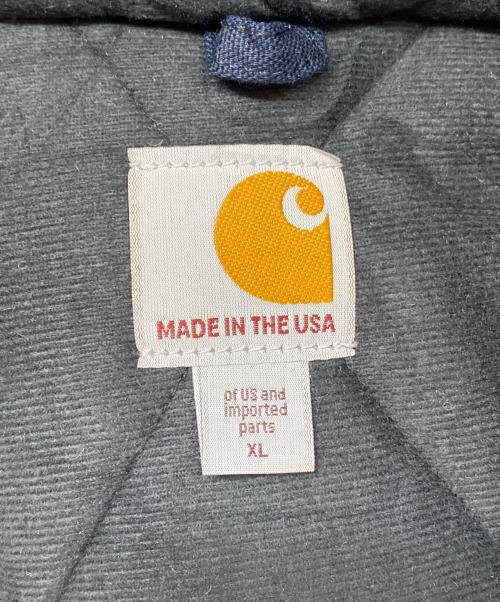 MADE IN THE USA
of US and
imported
parts
XL